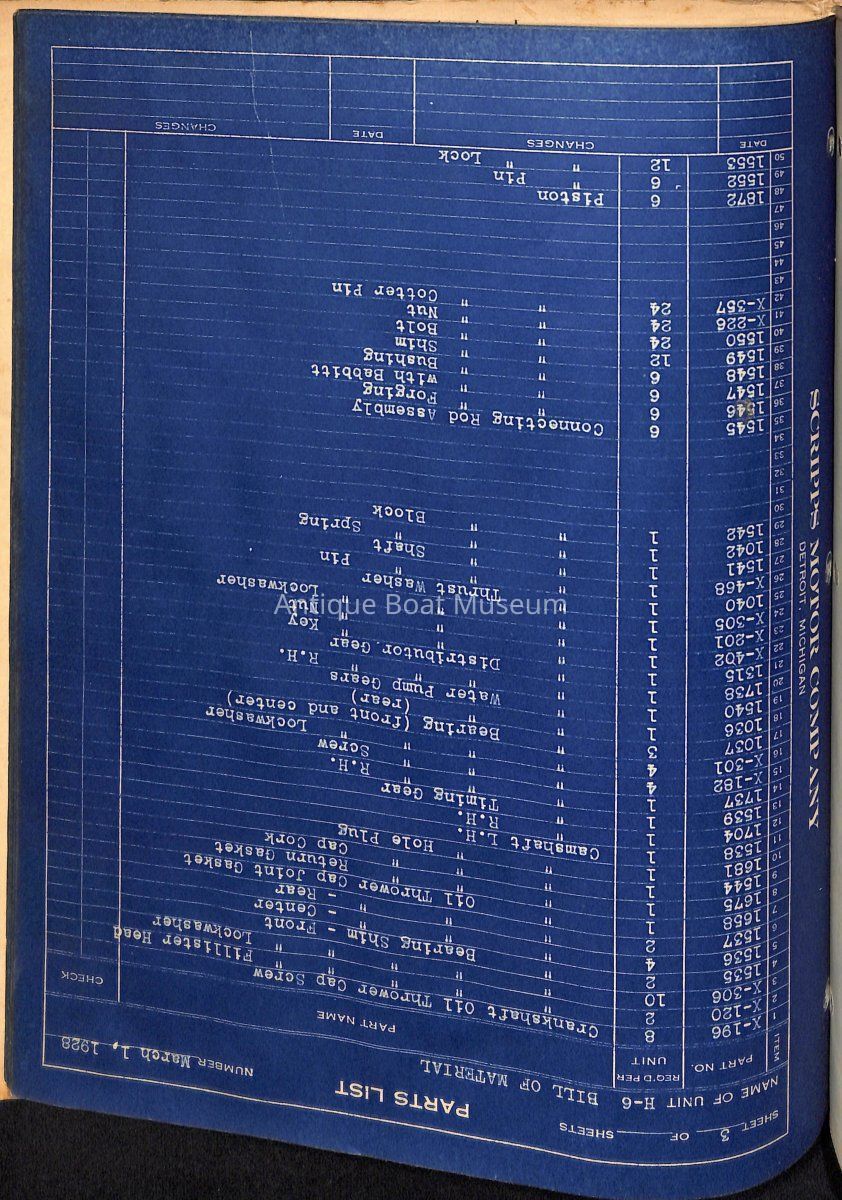 SCRIPPS MOTOR COMPANY
DETROIT, MICHIGAN
SHEET 3 OF SHEETS
PARTS LIST
NAME OF UNIT H-6 BILL OF MATERIAL NUMBER March 1, 1928
ITEM PART NO. REQ'D PER UNIT PART NAME CHECK
1 X-196 8 Crankshaft Oil Thrower Cap Screw
2 X-120 2 " " " " Fillister Head
3 X-306 10 " " " " Lockwasher
4 1535 2 " Bearing Shim - Front
5 1536 4 " " " - Center
6 1537 2 " " " - Rear
7 1658 1 " Oil Thrower Cap Joint Gasket
8 1675 1 " " " Return Gasket
9 1544 1 " " " Cap Cork
10 1681 1 " " Hole Plug
11 1538 1 Camshaft L.H.
12 1704 1 " R.H.
13 1539 1 " Timing Gear
14 1737 1 " " " R.H.
15 X-182 4 " " " Screw
16 X-301 4 " " " Lockwasher
17 1037 3 " Bearing (front and center)
18 1036 1 " " (rear)
19 1540 1 " Water Pump Gears
20 1738 1 " " " R.H.
21 1315 1 " Distributor Gear
22 X-402 1 " " " Key
23 X-201 1 " " " Nut
24 X-305 1 " " " Lockwasher
25 1040 1 " Thrust Washer
26 X-468 1 " " " Pin
27 1541 1 " " Shaft
28 1042 1 " " " Spring
29 1542 1 " " Block
30
31
32
33
34
35 1545 6 Connecting Rod Assembly
36 1546 6 " " Forging
37 1547 6 " " with Babbitt
38 1548 6 " " Bushing
39 1549 12 " " Shim
40 1550 24 " " Bolt
41 X-226 24 " " Nut
42 X-357 24 " " Cotter Pin
43
44
45
46
47
48 1872 6 Piston
49 1552 6 " Pin
50 1553 12 " " Lock
DATE CHANGES DATE CHANGES
Antique Boat Museum